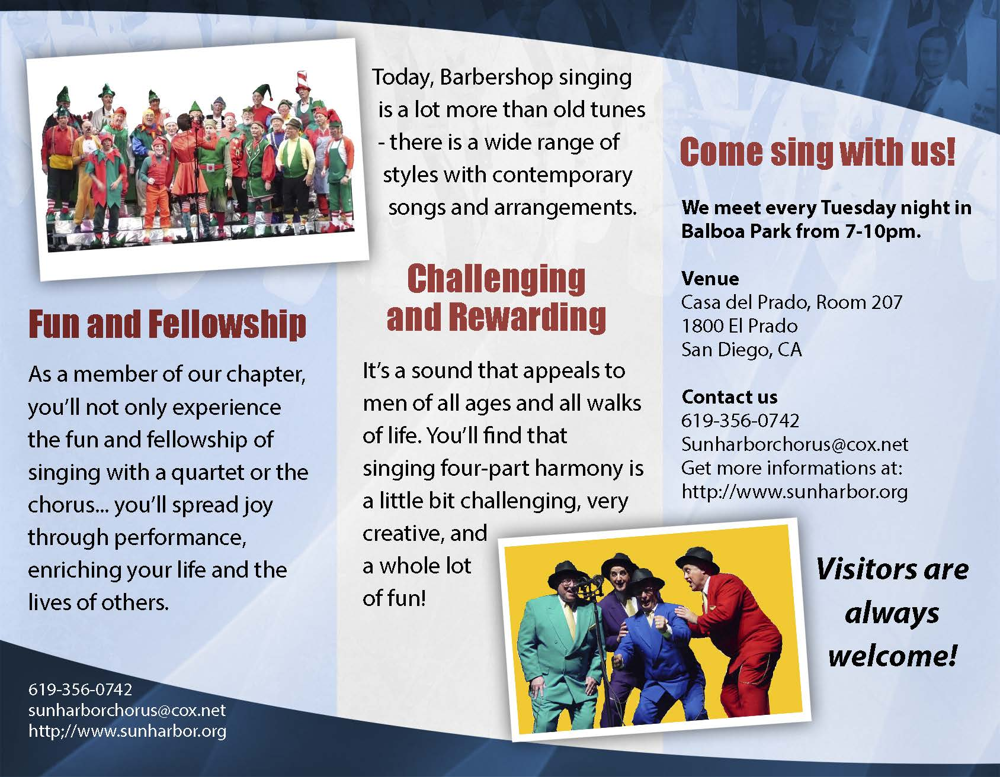 Fun and Fellowship
As a member of our chapter,
you'll not only experience
the fun and fellowship of
singing with a quartet or the
chorus... you'll spread joy
through performance,
enriching your life and the
lives of others.
619-356-0742
sunharborchorus@cox.net
http;//www.sunharbor.org
Today, Barbershop singing
is a lot more than old tunes
- there is a wide range of
styles with contemporary
songs and arrangements.
Challenging
and Rewarding
It's a sound that appeals to
men of all ages and all walks
of life. You'll find that
singing four-part harmony is
a little bit challenging, very
creative, and
a whole lot
of fun!
Come sing with us!
We meet every Tuesday night in
Balboa Park from 7-10pm.
Venue
Casa del Prado, Room 207
1800 El Prado
San Diego, CA
Contact us
619-356-0742
Sunharborchorus@cox.net
Get more informations at:
http://www.sunharbor.org
Visitors are
always
welcome!